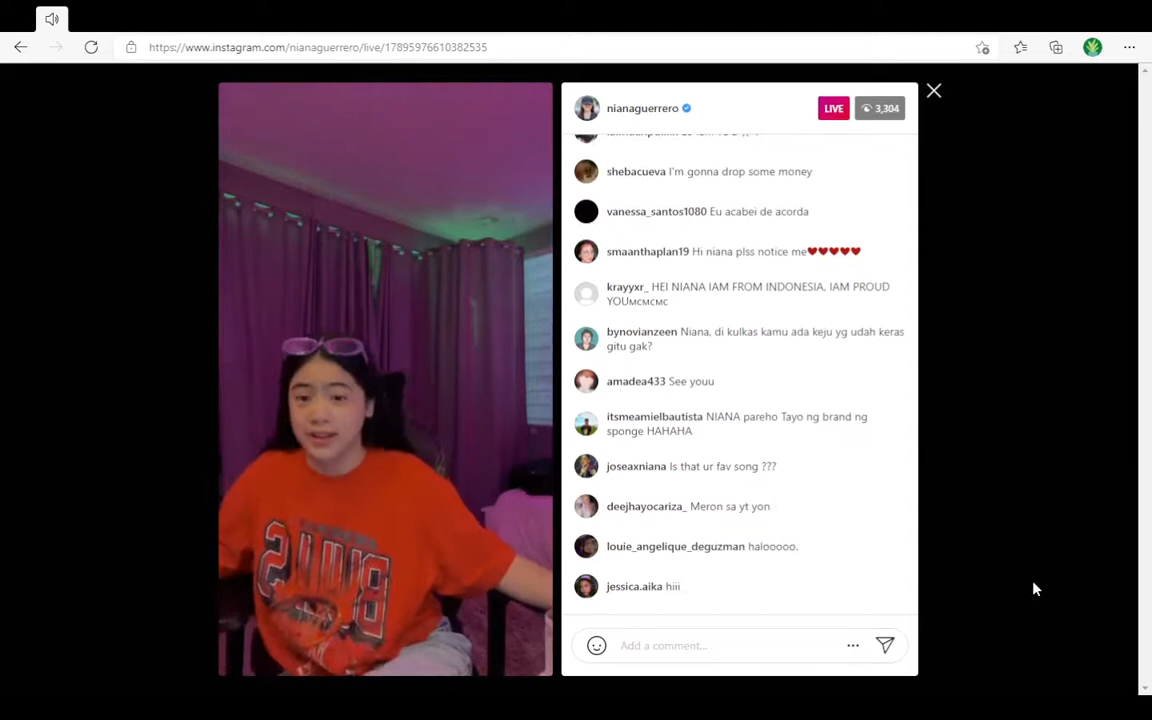 https://www.instagram.com/nianaguerrero/live/17895976610382535
nianaguerrero
LIVE
3,304
shebacueva I'm gonna drop some money
vanessa_santos1080 Eu acabei de acorda
smaanthaplan19 Hi niana plss notice me❤❤❤❤❤
krayyxr_ HEI NIANA IAM FROM INDONESIA, IAM PROUD
YOUᴍᴄᴍᴄᴍᴄ
bynovianzeen Niana, di kulkas kamu ada keju yg udah keras
gitu gak?
amadea433 See youu
itsmeamielbautista NIANA pareho Tayo ng brand ng
sponge HAHAHA
joseaxniana Is that ur fav song ???
deejhayocariza_ Meron sa yt yon
louie_angelique_deguzman halooooo.
jessica.aika hiii
Add a comment...
BULLS